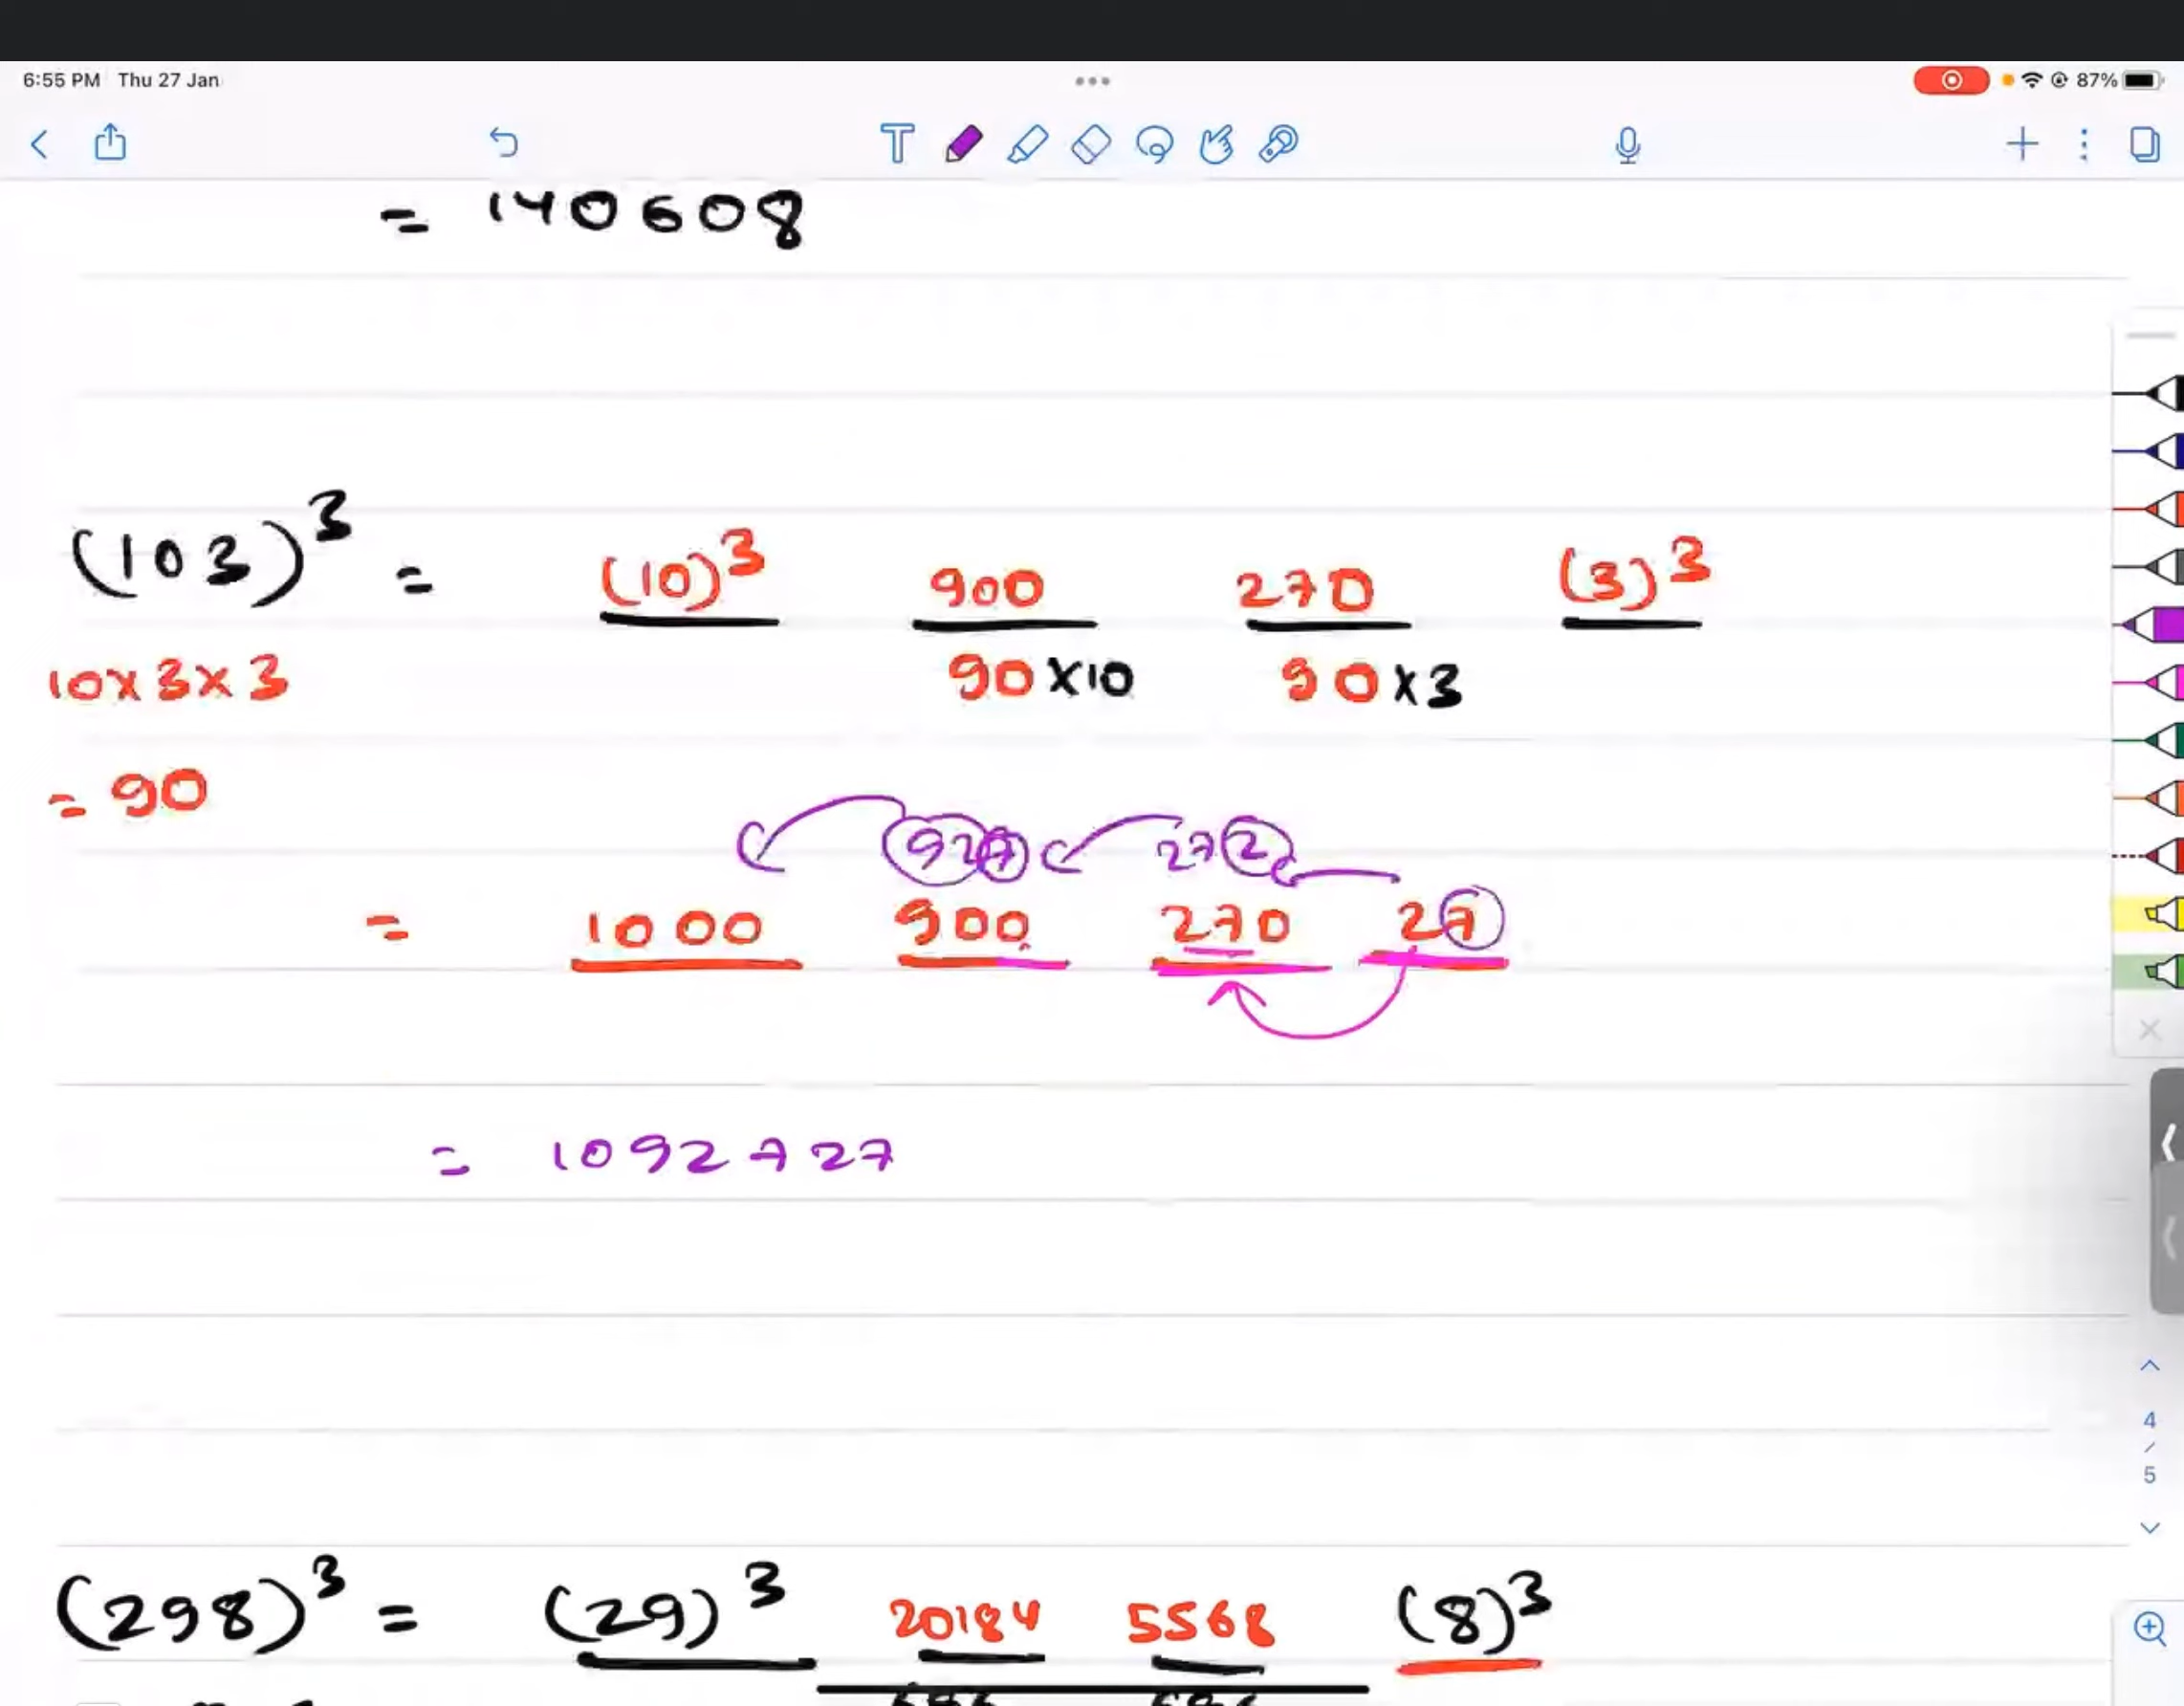 6:55 PM Thu 27 Jan
87%
T
= 140608
(103)³ = (10)³ 900 270 (3)³
10×3×3 90×10 90×3
= 90
927 272
= 1000 900 270 27
= 1092727
4
/
5
(298)³ = (29)³ 20184 5568 (8)³